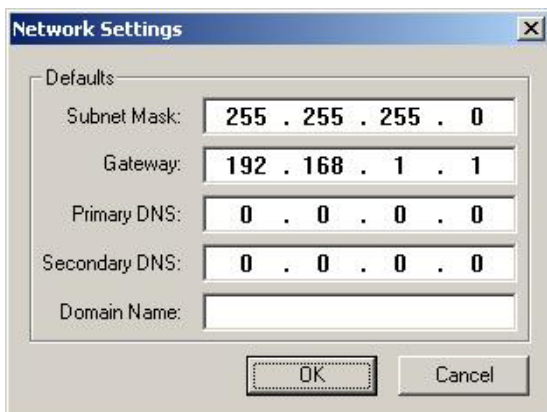 Network Settings
Defaults
Subnet Mask: 255 . 255 . 255 . 0
Gateway: 192 . 168 . 1 . 1
Primary DNS: 0 . 0 . 0 . 0
Secondary DNS: 0 . 0 . 0 . 0
Domain Name:
OK Cancel